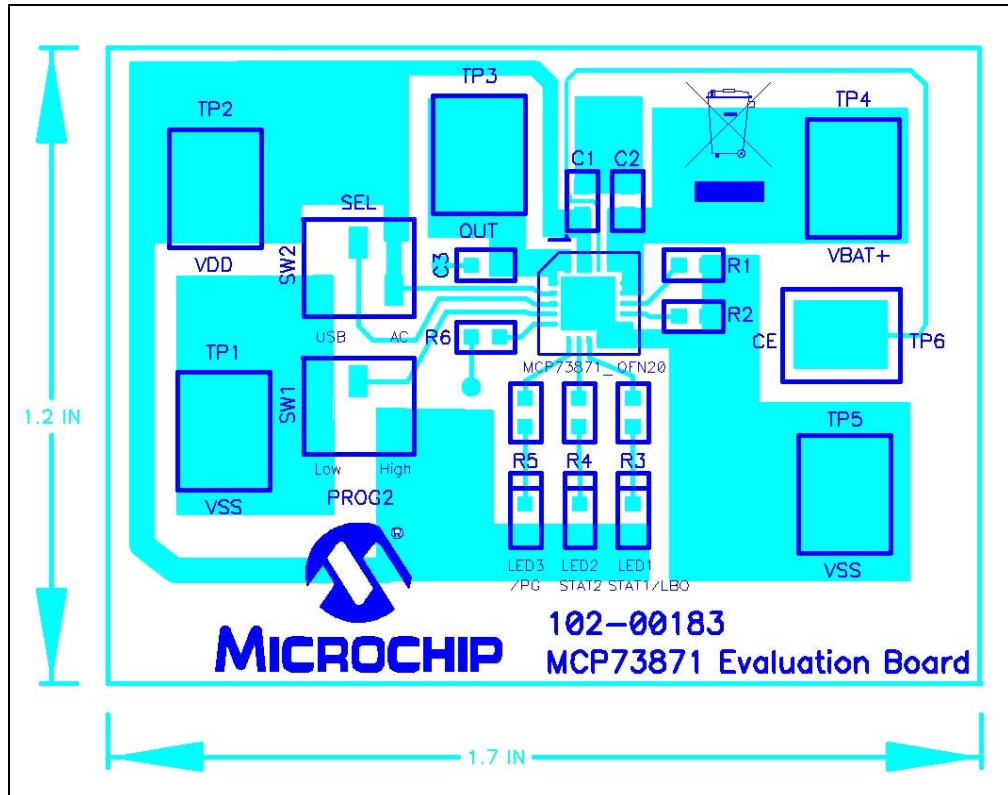 TP3
TP2
TP4
C1 C2
SEL
OUT
SW2
C3
VDD
VBAT+
R1
USB AC
R6
R2
CE
TP6
TP1
MCP73871_QFN20
1.2 IN
SW1
TP5
Low High
R5 R4 R3
PROG2
VSS
®
LED3 LED2 LED1
/PG STAT2 STAT1/LBO
VSS
102-00183
MICROCHIP
MCP73871 Evaluation Board
1.7 IN